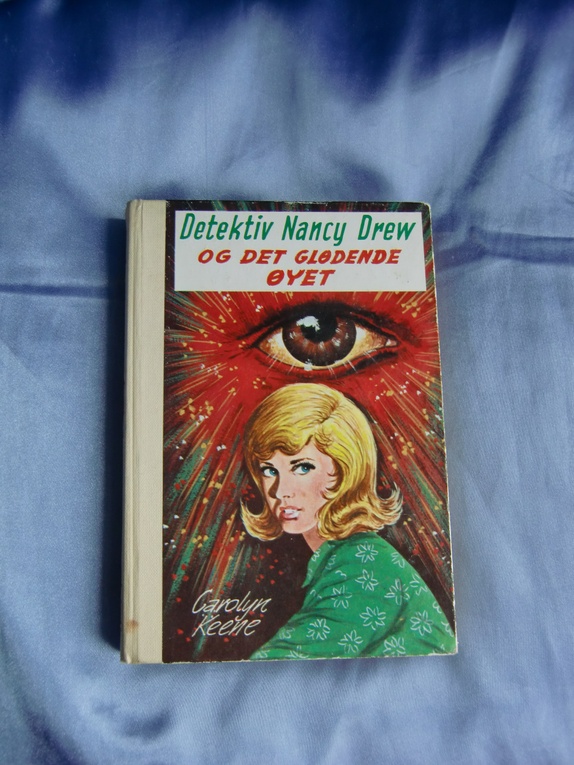 Detektiv Nancy Drew
OG DET GLØDENDE
ØYET
Carolyn
Keene